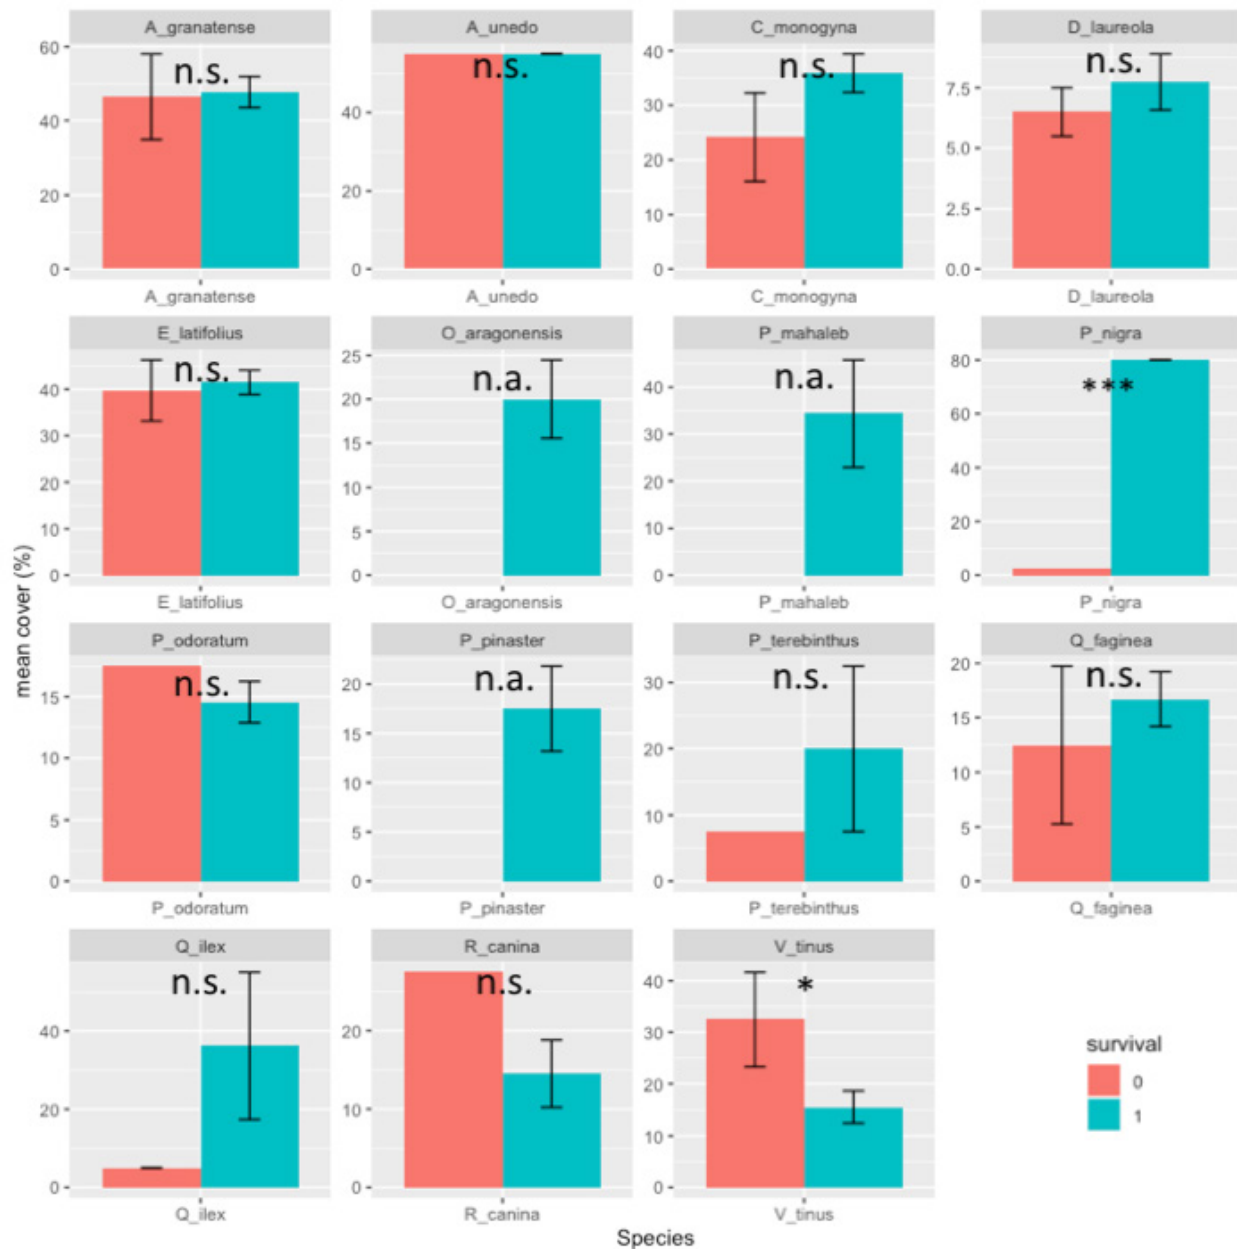 A_granatense A_unedo C_monogyna D_laureola
60 n.s. n.s. 40 n.s. n.s.
40 40 30 7.5
20 20 20 5.0
10 2.5
0 0 0 0.0
A_granatense A_unedo C_monogyna D_laureola
E_latifolius O_aragonensis P_mahaleb P_nigra
n.s. 25 n.a. n.a. 80 ***
40 20 40 60
30 15 30 40
20 10 20 20
10 5 10
0 0 0 0
E_latifolius O_aragonensis P_mahaleb P_nigra
mean cover (%)
P_odoratum P_pinaster P_terebinthus Q_faginea
n.s. n.a. n.s. n.s.
15 20 30 20
10 15 20 15
5 10 10 10
5 5
0 0 0 0
P_odoratum P_pinaster P_terebinthus Q_faginea
Q_ilex R_canina V_tinus
n.s. n.s. 40 *
40 20 30
20 10 20
10
0 0 0
Q_ilex R_canina V_tinus
survival
0
1
Species